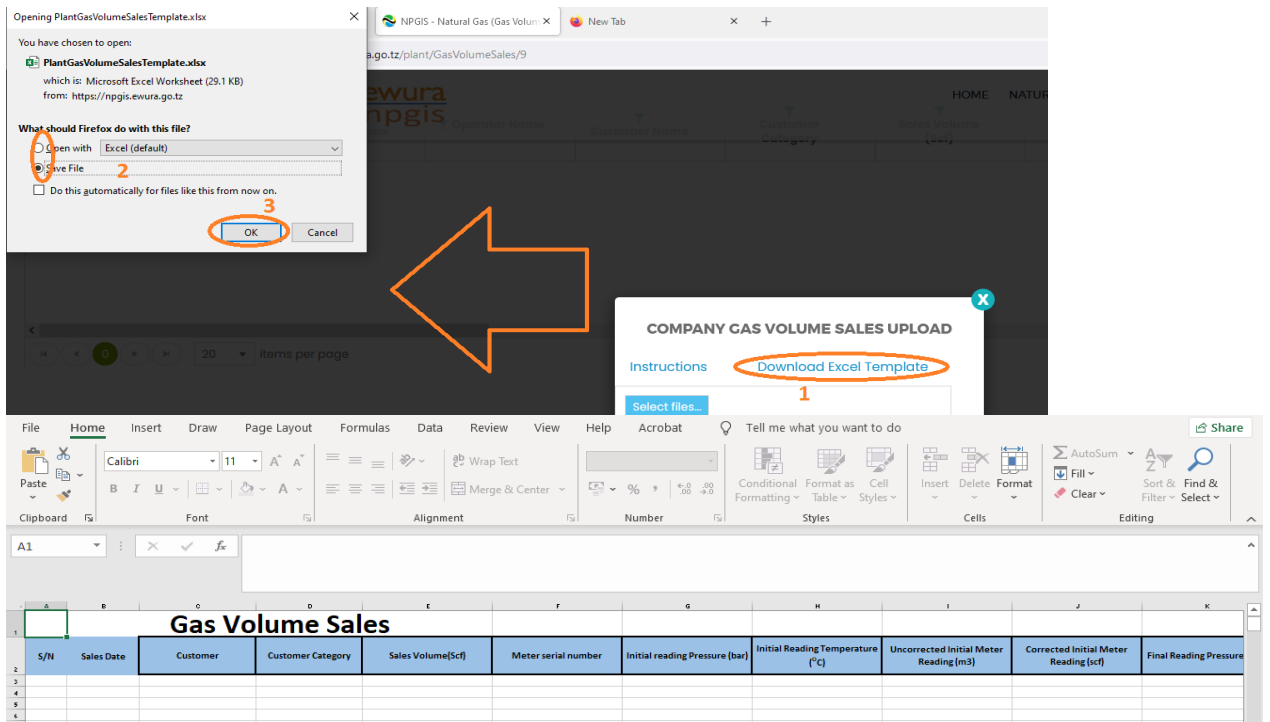 Opening PlantGasVolumeSalesTemplate.xlsx
You have chosen to open:
PlantGasVolumeSalesTemplate.xlsx
which is: Microsoft Excel Worksheet (29.1 KB)
from: https://npgis.ewura.go.tz
What should Firefox do with this file?
Open with Excel (default)
Save File
2
Do this automatically for files like this from now on.
3
OK Cancel
NPGIS - Natural Gas (Gas Volum
New Tab
a.go.tz/plant/GasVolumeSales/9
ewura
npgis
HOME NATUR
Operator Name
Customer Name
Customer Category
Sales Volume (Scf)
0
20 items per page
X
COMPANY GAS VOLUME SALES UPLOAD
Instructions Download Excel Template
1
Select files...
File Home Insert Draw Page Layout Formulas Data Review View Help Acrobat Tell me what you want to do Share
Paste
Calibri 11
B I U
Wrap Text
Merge & Center
Conditional Formatting
Format as Table
Cell Styles
Insert Delete Format
AutoSum
Fill
Clear
Sort & Filter
Find & Select
Clipboard Font Alignment Number Styles Cells Editing
A1 fx
A B C D E F G H I J K
1 Gas Volume Sales
2 S/N Sales Date Customer Customer Category Sales Volume(Scf) Meter serial number Initial reading Pressure (bar) Initial Reading Temperature (°C) Uncorrected Initial Meter Reading (m3) Corrected Initial Meter Reading (scf) Final Reading Pressure
3
4
5
6